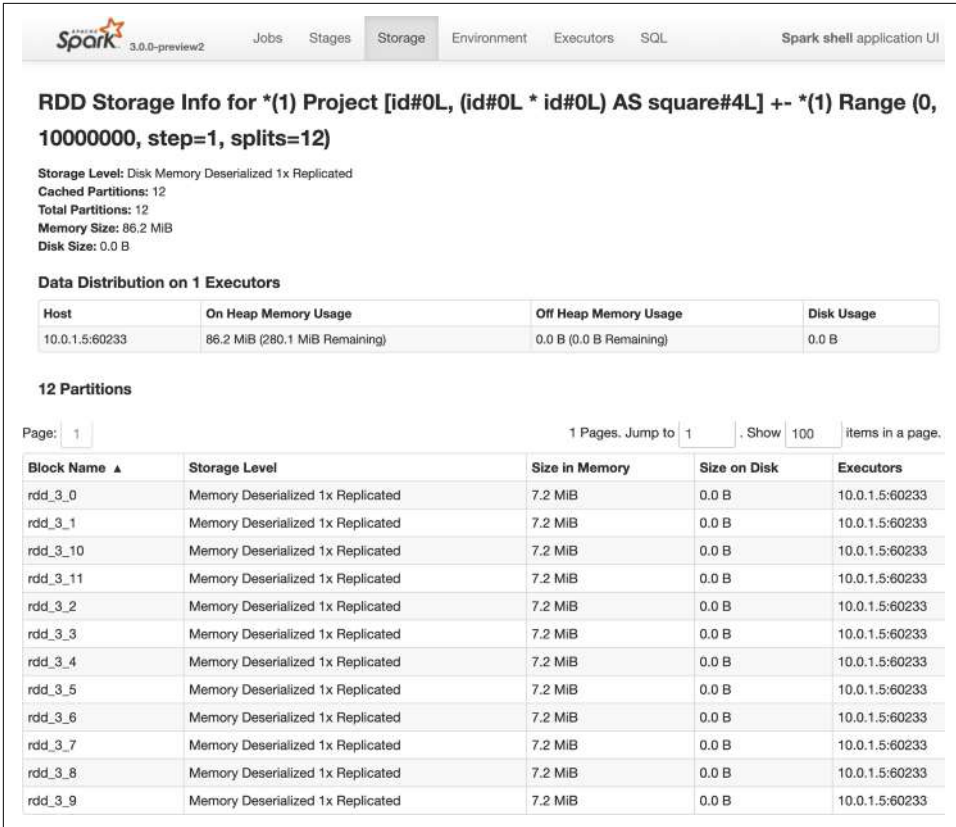 APACHE Spark 3.0.0-preview2 Jobs Stages Storage Environment Executors SQL Spark shell application UI
RDD Storage Info for *(1) Project [id#0L, (id#0L * id#0L) AS square#4L] +- *(1) Range (0,
10000000, step=1, splits=12)
Storage Level: Disk Memory Deserialized 1x Replicated
Cached Partitions: 12
Total Partitions: 12
Memory Size: 86.2 MiB
Disk Size: 0.0 B
Data Distribution on 1 Executors
Host On Heap Memory Usage Off Heap Memory Usage Disk Usage
10.0.1.5:60233 86.2 MiB (280.1 MiB Remaining) 0.0 B (0.0 B Remaining) 0.0 B
12 Partitions
Page: 1 1 Pages. Jump to 1 . Show 100 items in a page.
Block Name ▲ Storage Level Size in Memory Size on Disk Executors
rdd_3_0 Memory Deserialized 1x Replicated 7.2 MiB 0.0 B 10.0.1.5:60233
rdd_3_1 Memory Deserialized 1x Replicated 7.2 MiB 0.0 B 10.0.1.5:60233
rdd_3_10 Memory Deserialized 1x Replicated 7.2 MiB 0.0 B 10.0.1.5:60233
rdd_3_11 Memory Deserialized 1x Replicated 7.2 MiB 0.0 B 10.0.1.5:60233
rdd_3_2 Memory Deserialized 1x Replicated 7.2 MiB 0.0 B 10.0.1.5:60233
rdd_3_3 Memory Deserialized 1x Replicated 7.2 MiB 0.0 B 10.0.1.5:60233
rdd_3_4 Memory Deserialized 1x Replicated 7.2 MiB 0.0 B 10.0.1.5:60233
rdd_3_5 Memory Deserialized 1x Replicated 7.2 MiB 0.0 B 10.0.1.5:60233
rdd_3_6 Memory Deserialized 1x Replicated 7.2 MiB 0.0 B 10.0.1.5:60233
rdd_3_7 Memory Deserialized 1x Replicated 7.2 MiB 0.0 B 10.0.1.5:60233
rdd_3_8 Memory Deserialized 1x Replicated 7.2 MiB 0.0 B 10.0.1.5:60233
rdd_3_9 Memory Deserialized 1x Replicated 7.2 MiB 0.0 B 10.0.1.5:60233